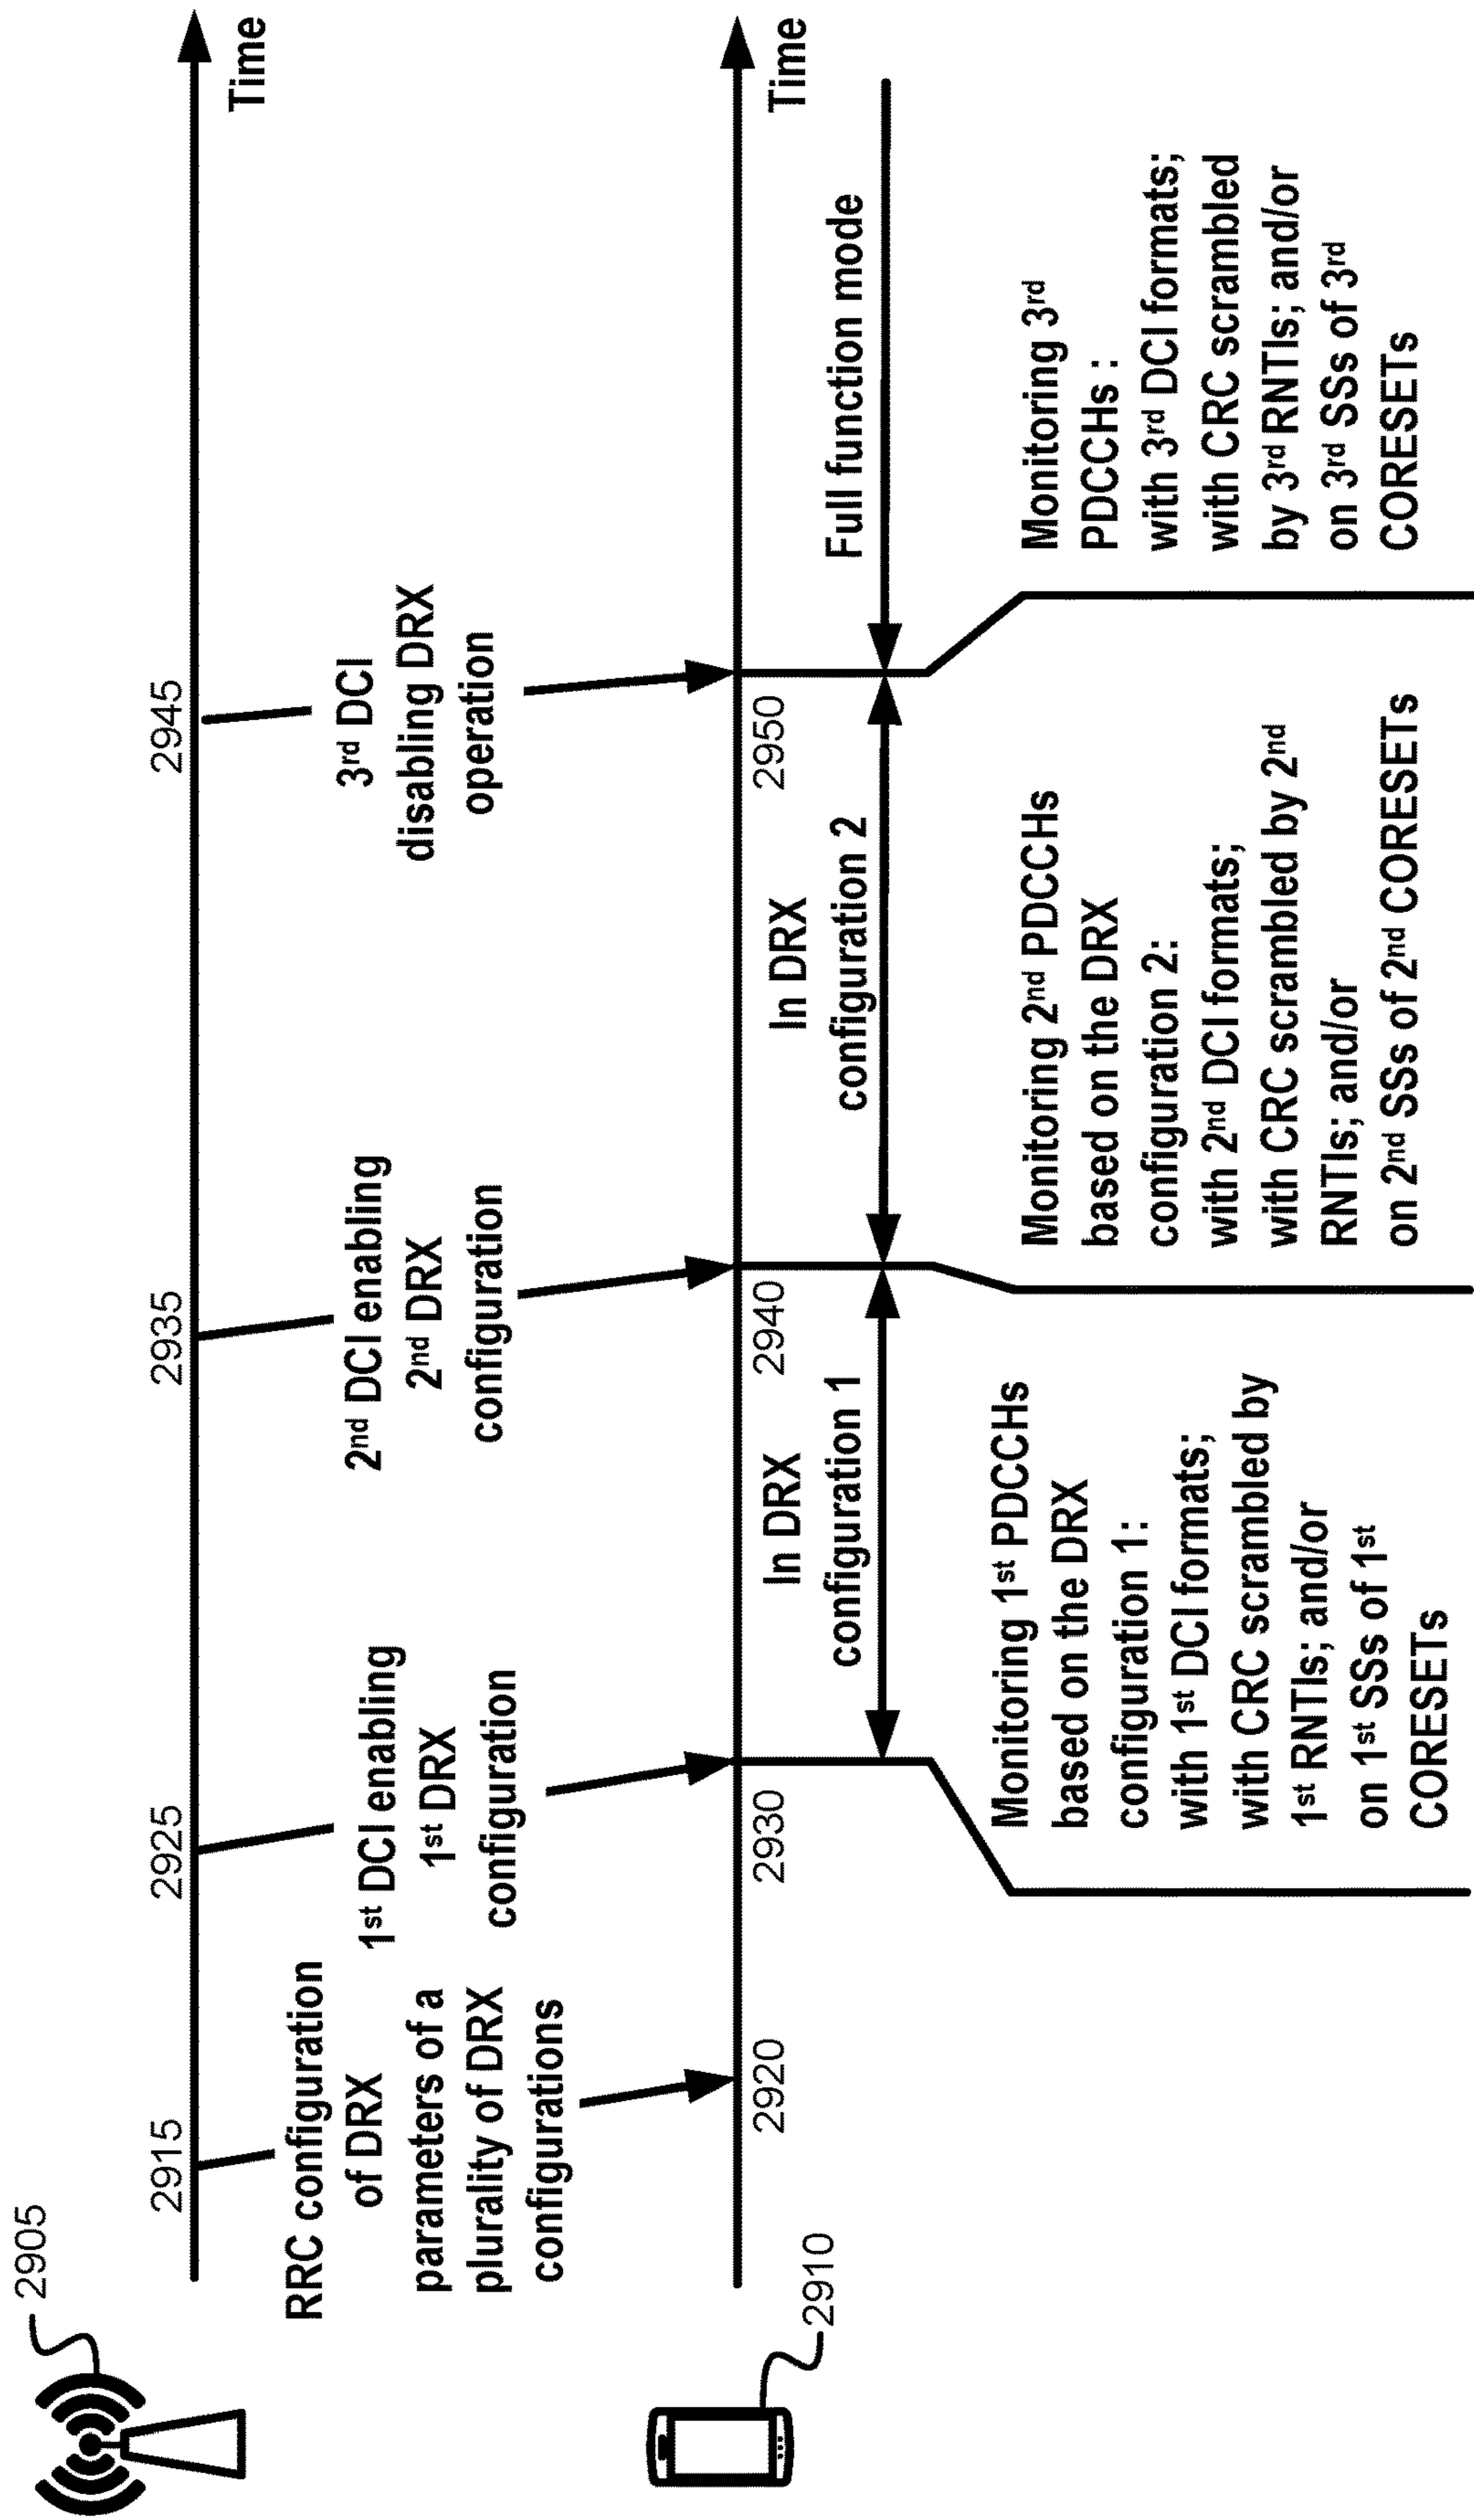 2905
2915
2925
2935
2945
Time
RRC configuration
of DRX
parameters of a
plurality of DRX
configurations
1st DCI enabling
1st DRX
configuration
2nd DCI enabling
2nd DRX
configuration
3rd DCI
disabling DRX
operation
2910
2920
2930
2940
2950
Time
In DRX
configuration 1
In DRX
configuration 2
Full function mode
Monitoring 1st PDCCHs
based on the DRX
configuration 1:
with 1st DCI formats;
with CRC scrambled by
1st RNTIs; and/or
on 1st SSs of 1st
CORESETs
Monitoring 2nd PDCCHs
based on the DRX
configuration 2:
with 2nd DCI formats;
with CRC scrambled by 2nd
RNTIs; and/or
on 2nd SSs of 2nd CORESETs
Monitoring 3rd
PDCCHs :
with 3rd DCI formats;
with CRC scrambled
by 3rd RNTIs; and/or
on 3rd SSs of 3rd
CORESETs